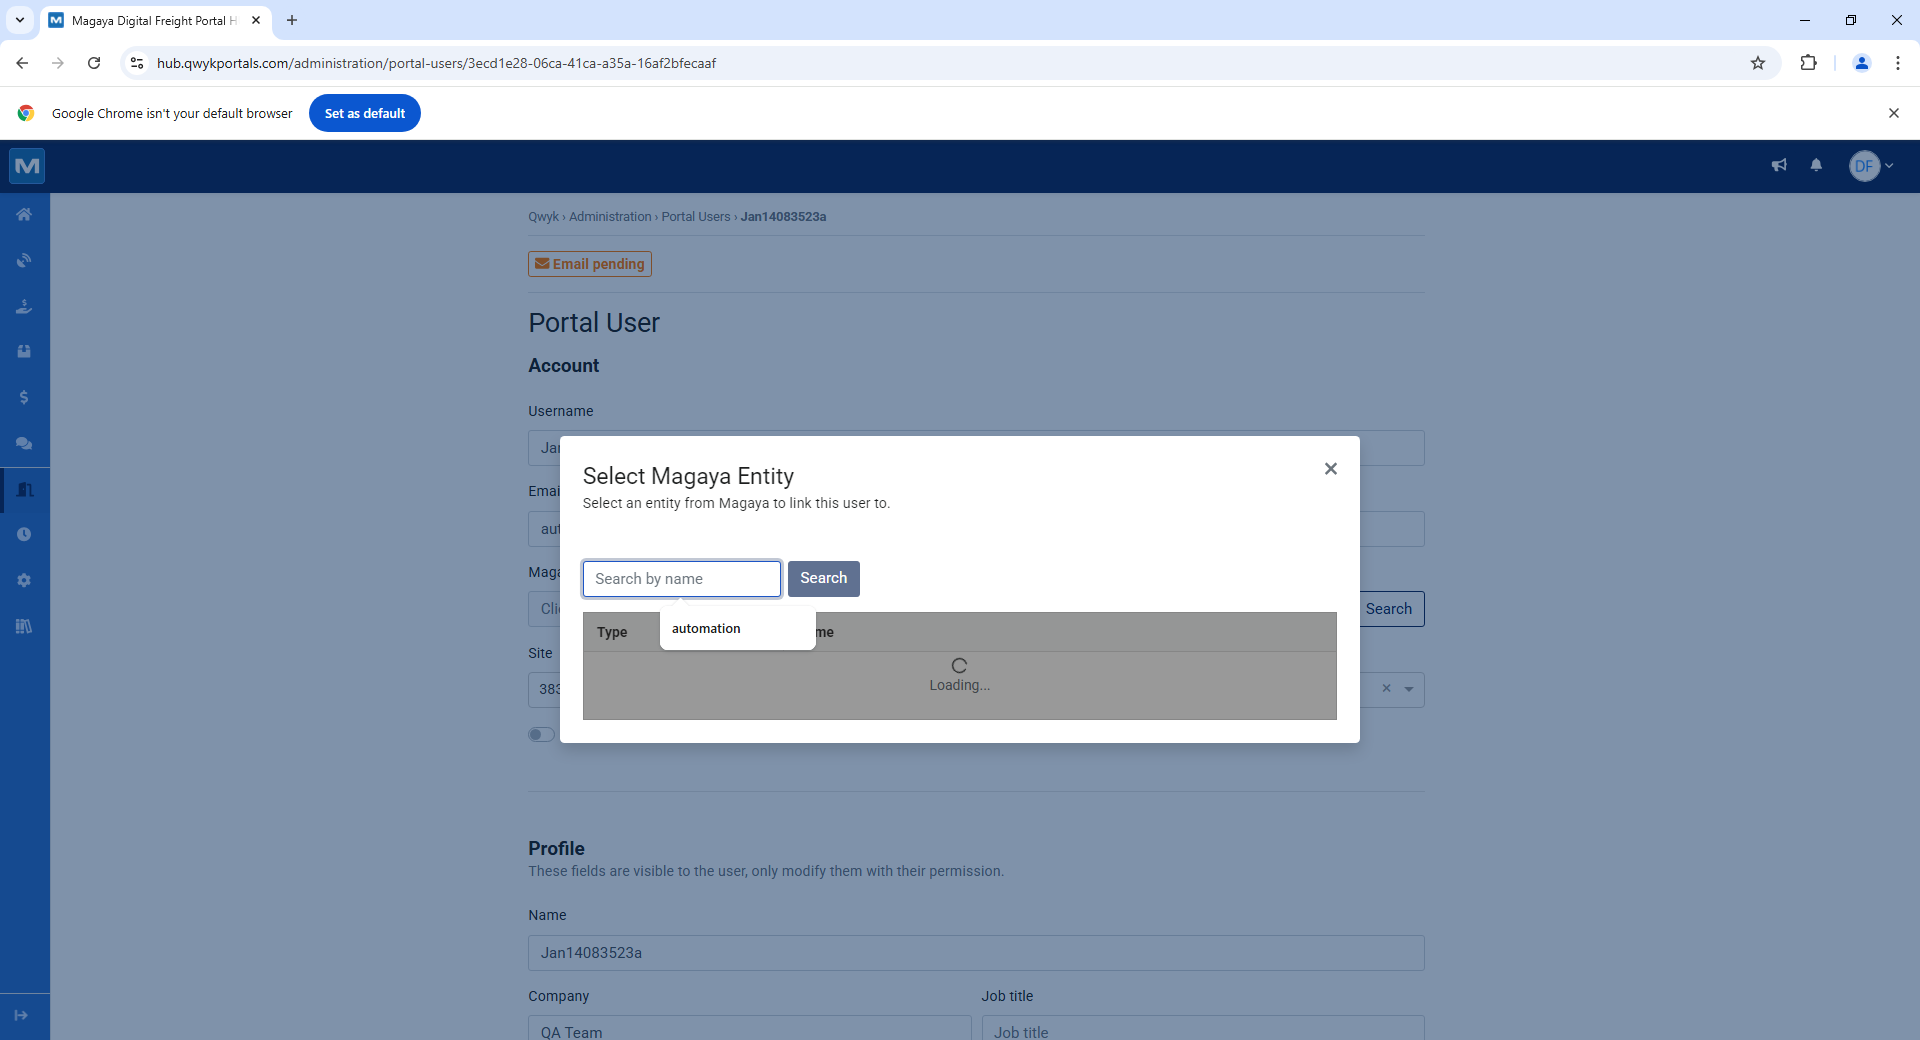 Magaya Digital Freight Portal H
hub.qwykportals.com/administration/portal-users/3ecd1e28-06ca-41ca-a35a-16af2bfecaaf
Google Chrome isn't your default browser
Set as default
M
DF
Qwyk › Administration › Portal Users › Jan14083523a
Email pending
Portal User
Account
Username
Jan
Emai
aut
Maga
Clic
Search
Site
383
Select Magaya Entity
Select an entity from Magaya to link this user to.
Search by name
Search
automation
Type
me
Loading...
Profile
These fields are visible to the user, only modify them with their permission.
Name
Jan14083523a
Company
Job title
QA Team
Job title